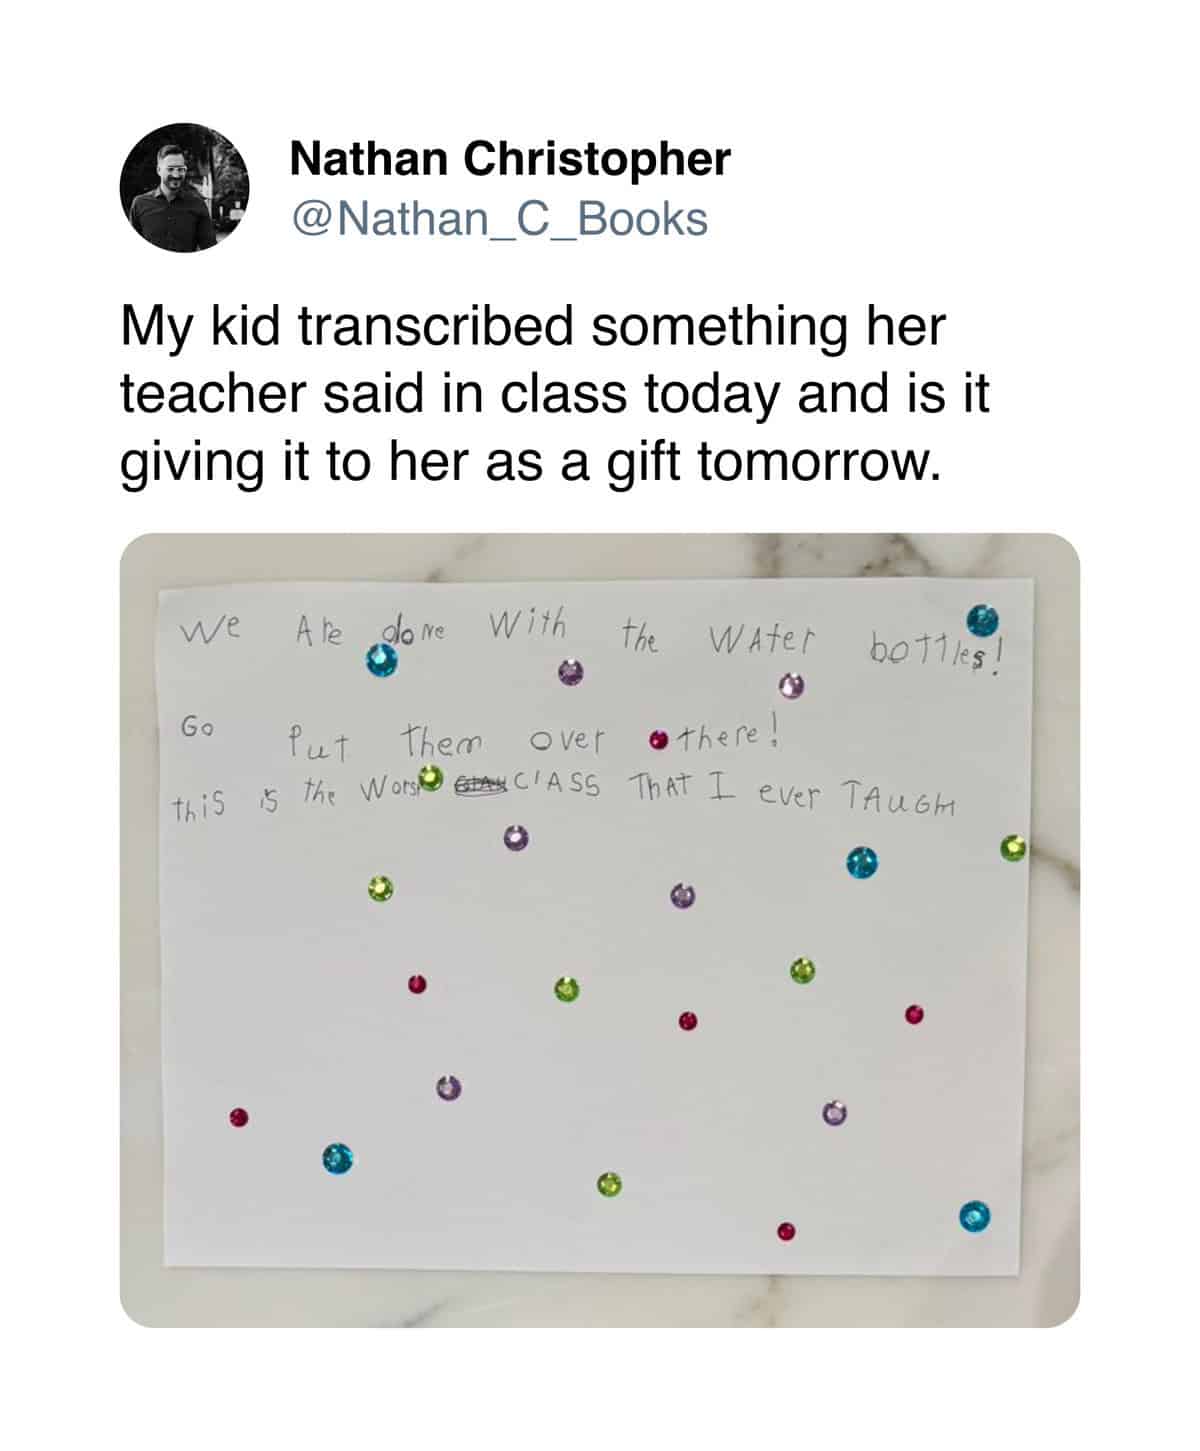 Nathan Christopher
@Nathan_C_Books
My kid transcribed something her
teacher said in class today and is it
giving it to her as a gift tomorrow.
We Are done With the WAter bottles!
Go Put Them over there!
this is the Worst ClASS ThAT I ever TAuGht